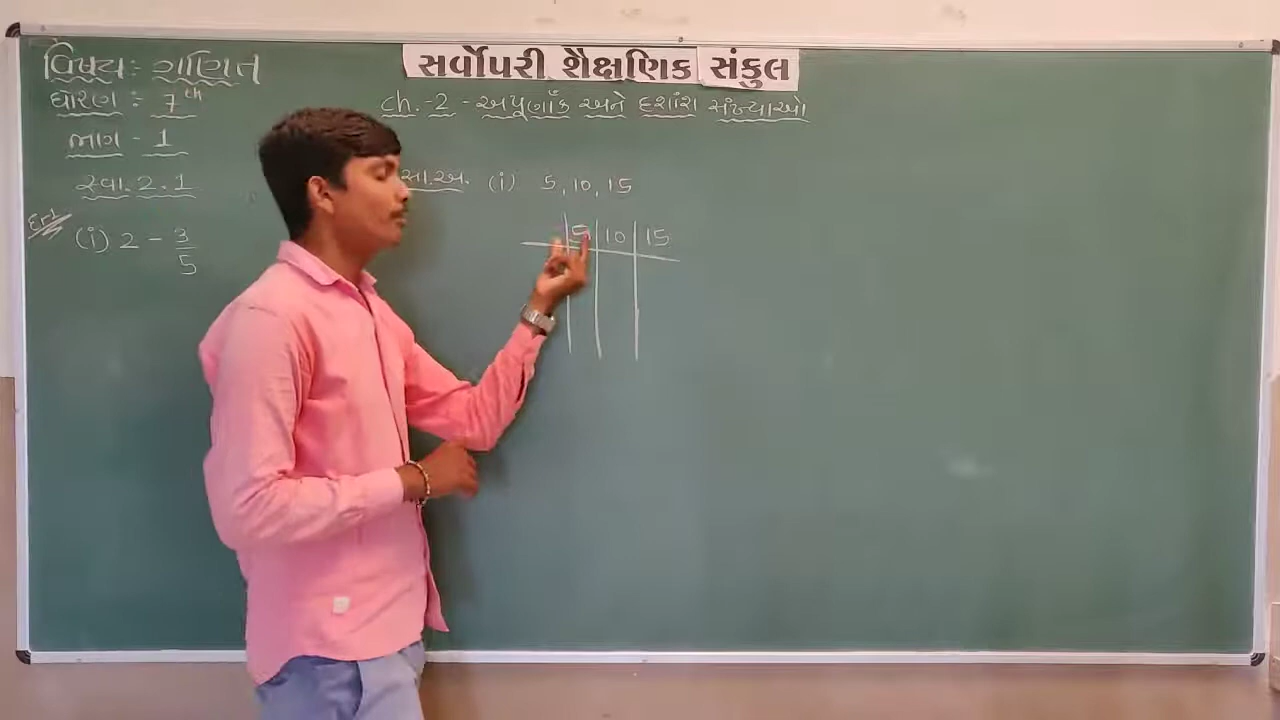 સર્વોપરી શૈક્ષણિક સંકુલ
વિષય: ગણિત
ધોરણ : 7th
ભાગ - 1
સ્વા. 2.1
(i) 2 - 3/5
ch. - 2 - અપૂર્ણાંક અને દશાંશ સંખ્યાઓ
સા.અ. (i) 5, 10, 15
5 | 10 | 15